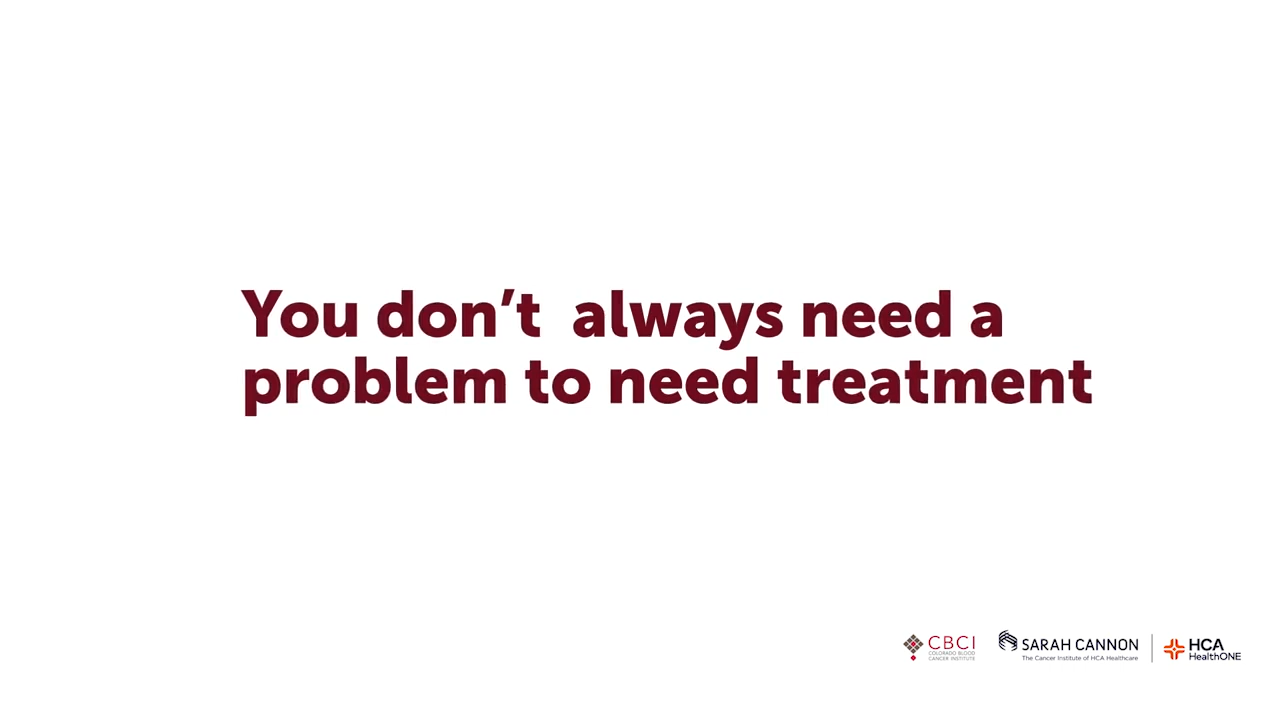 You don’t  always need a
problem to need treatment
CBCI
COLORADO BLOOD
CANCER INSTITUTE
SARAH CANNON
The Cancer Institute of HCA Healthcare
HCA
HealthONE